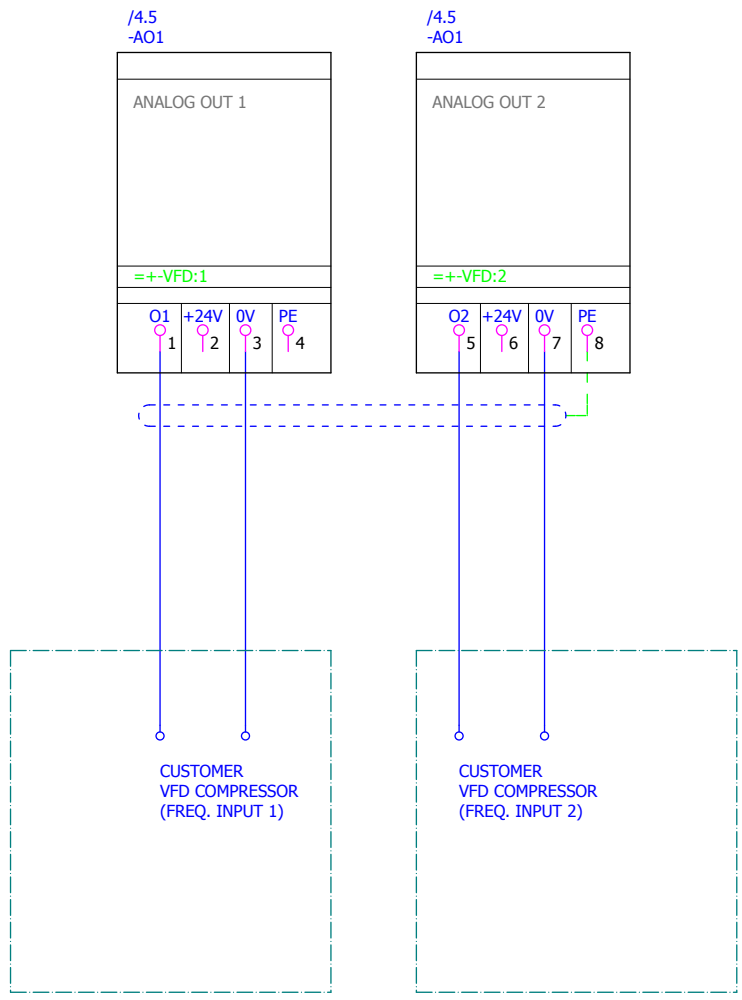 /4.5
-AO1
ANALOG OUT 1
=+-VFD:1
O1 +24V 0V PE
1 2 3 4
/4.5
-AO1
ANALOG OUT 2
=+-VFD:2
O2 +24V 0V PE
5 6 7 8
CUSTOMER
VFD COMPRESSOR
(FREQ. INPUT 1)
CUSTOMER
VFD COMPRESSOR
(FREQ. INPUT 2)